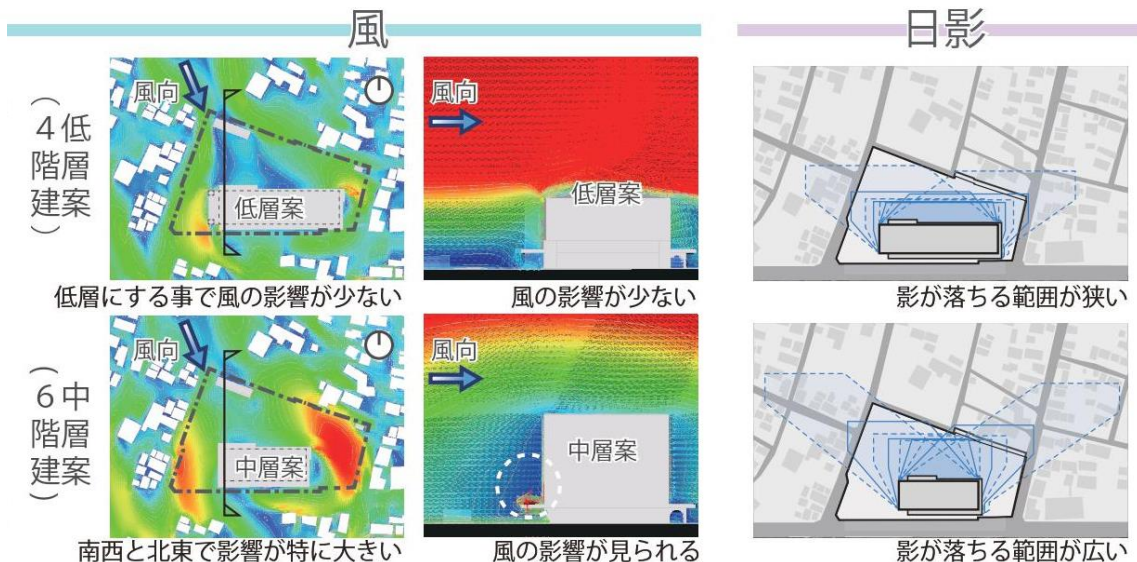 風
日影
低層案
（4階建）
風向
低層案
低層にする事で風の影響が少ない
風向
低層案
風の影響が少ない
影が落ちる範囲が狭い
中層案
（6階建）
風向
中層案
南西と北東で影響が特に大きい
風向
中層案
風の影響が見られる
影が落ちる範囲が広い